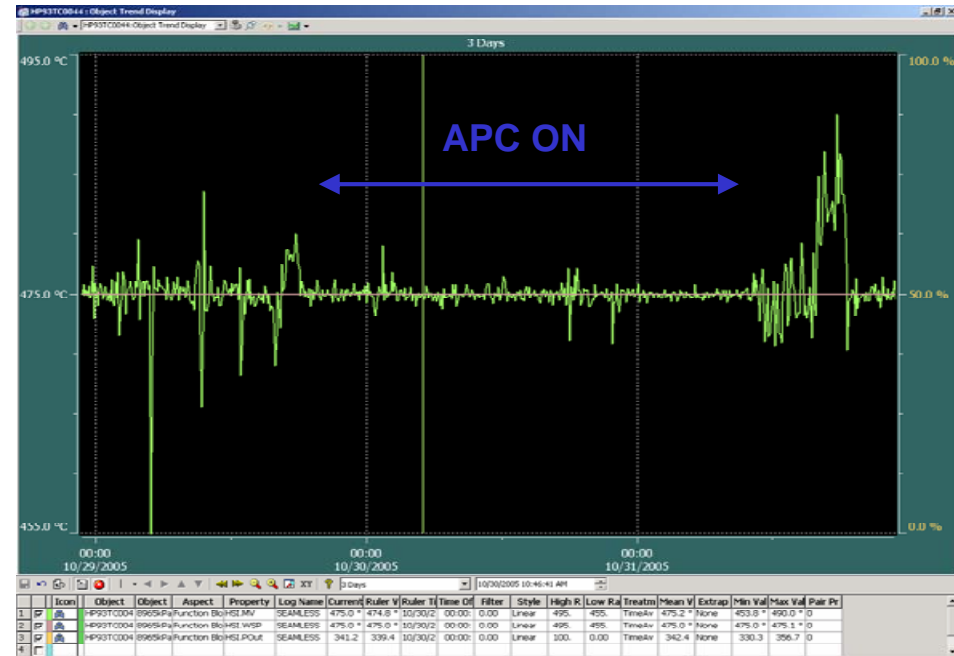 HP93TC0044 : Object Trend Display
HP93TC0044:Object Trend Display
3 Days
495.0 °C 100.0 %
APC ON
475.0 °C 50.0 %
455.0 °C 0.0 %
00:00 00:00 00:00
10/29/2005 10/30/2005 10/31/2005
XY 3 Days 10/30/2005 10:46:41 AM
Icon Object Object Aspect Property Log Name Current Ruler V Ruler Ti Time Of Filter Style High R Low Ra Treatm Mean V Extrap Min Val Max Val Pair Pr
1 HP93TC004 8965kPa Function Blo HSI.MV SEAMLESS 475.0 * 474.8 * 10/30/2 00:00: 0.00 Linear 495. 455. TimeAv 475.2 * None 453.8 * 490.0 * 0
2 HP93TC004 8965kPa Function Blo HSI.WSP SEAMLESS 475.0 * 475.0 * 10/30/2 00:00: 0.00 Linear 495. 455. TimeAv 475.0 * None 475.0 * 475.1 * 0
3 HP93TC004 8965kPa Function Blo HSI.POut SEAMLESS 341.2 339.4 10/30/2 00:00: 0.00 Linear 100. 0.00 TimeAv 342.4 None 330.3 356.7 0
4